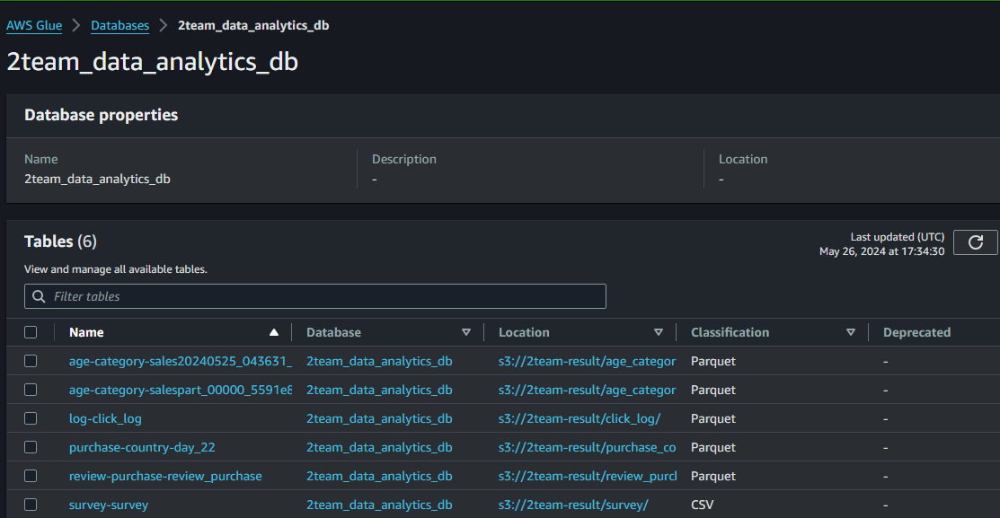 AWS Glue > Databases > 2team_data_analytics_db
2team_data_analytics_db
Database properties
Name Description Location
2team_data_analytics_db - -
Tables (6)
Last updated (UTC)
May 26, 2024 at 17:34:30
View and manage all available tables.
Filter tables
Name Database Location Classification Deprecated
age-category-sales20240525_043631_ 2team_data_analytics_db s3://2team-result/age_categor Parquet -
age-category-salespart_00000_5591e8 2team_data_analytics_db s3://2team-result/age_categor Parquet -
log-click_log 2team_data_analytics_db s3://2team-result/click_log/ Parquet -
purchase-country-day_22 2team_data_analytics_db s3://2team-result/purchase_co Parquet -
review-purchase-review_purchase 2team_data_analytics_db s3://2team-result/review_purcl Parquet -
survey-survey 2team_data_analytics_db s3://2team-result/survey/ CSV -